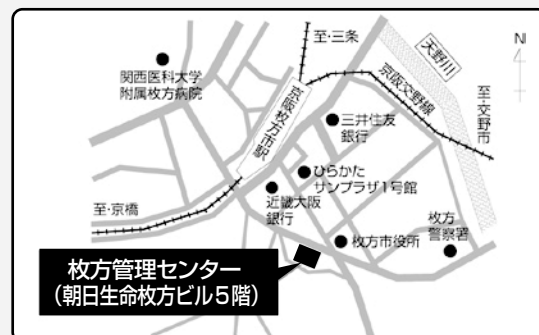 至・三条
N
天野川
関西医科大学
附属枚方病院
京阪枚方市駅
京阪交野線
至・交野市
三井住友
銀行
ひらかた
サンプラザ1号館
近畿大阪
銀行
至・京橋
枚方市役所
枚方
警察署
枚方管理センター
(朝日生命枚方ビル5階)